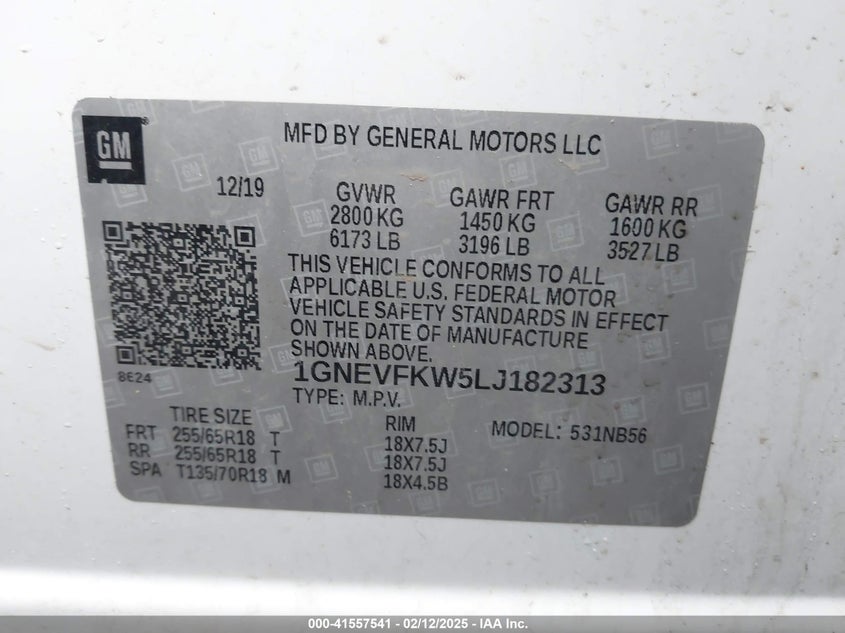 GM
MFD BY GENERAL MOTORS LLC
12/19
GVWR GAWR FRT GAWR RR
2800 KG 1450 KG 1600 KG
6173 LB 3196 LB 3527 LB
THIS VEHICLE CONFORMS TO ALL
APPLICABLE U.S. FEDERAL MOTOR
VEHICLE SAFETY STANDARDS IN EFFECT
ON THE DATE OF MANUFACTURE
SHOWN ABOVE.
8E24
1GNEVFKW5LJ182313
TYPE: M.P.V.
TIRE SIZE RIM MODEL: 531NB56
FRT 255/65R18 T 18X7.5J
RR 255/65R18 T 18X7.5J
SPA T135/70R18 M 18X4.5B
000-41557541 - 02/12/2025 - IAA Inc.